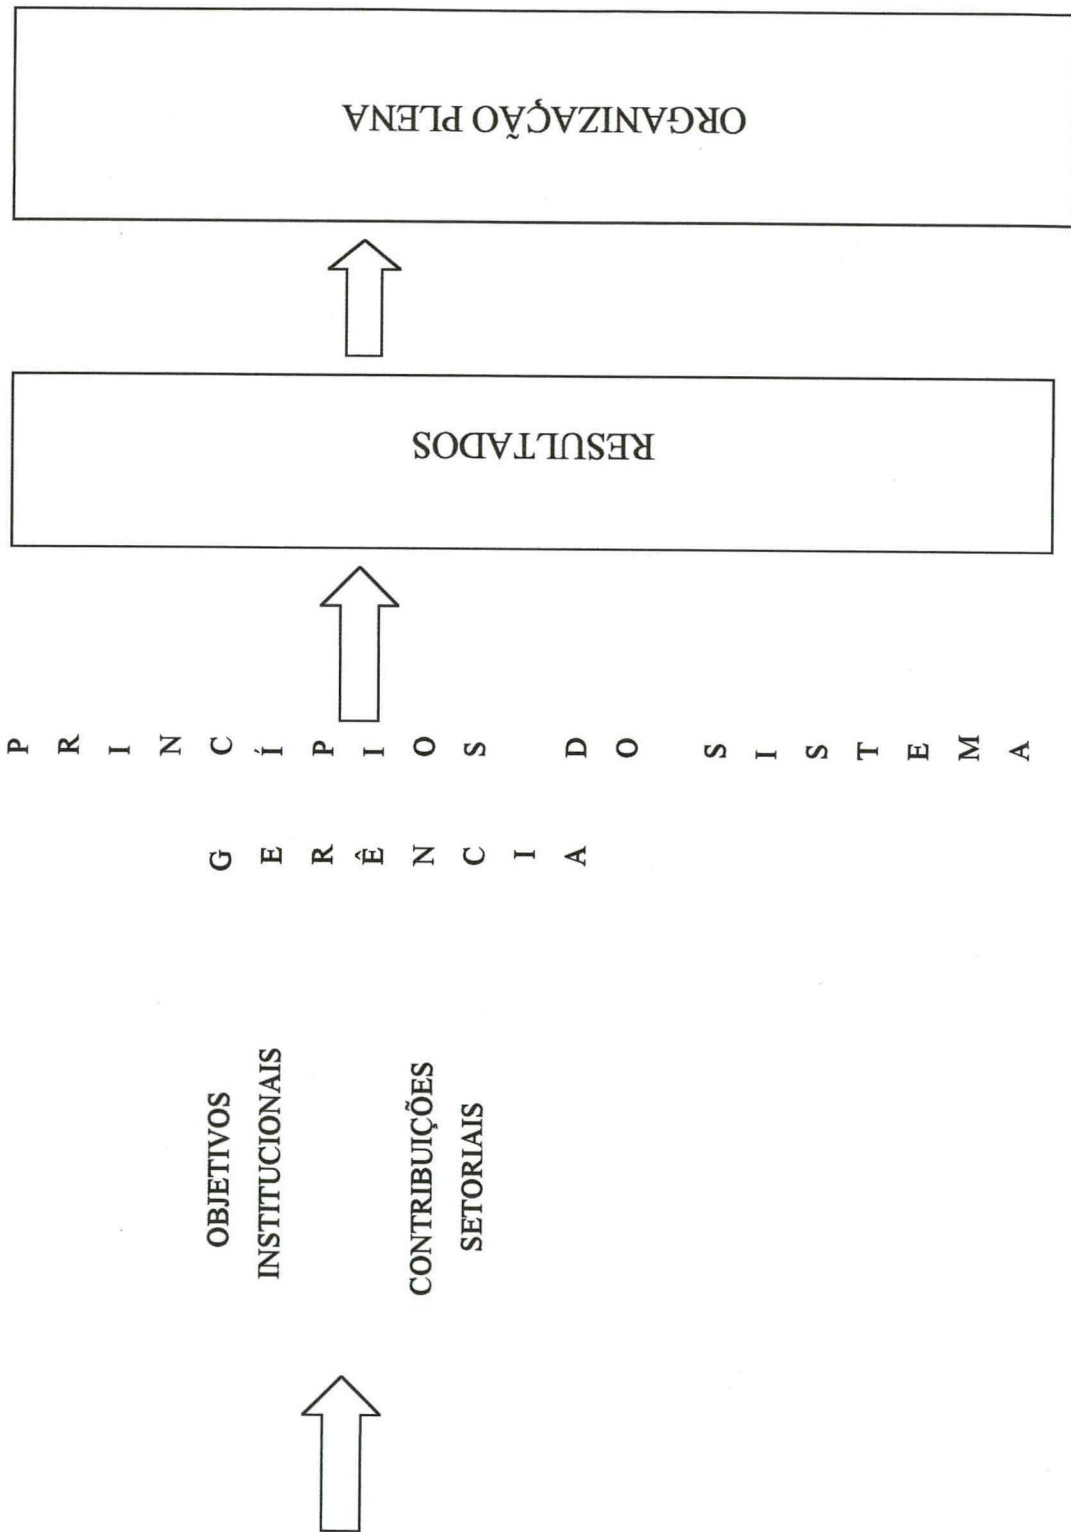 OBJETIVOS
INSTITUCIONAIS
CONTRIBUIÇÕES
SETORIAIS
GERÊNCIA
PRINCÍPIOS DO SISTEMA
RESULTADOS
ORGANIZAÇÃO PLENA